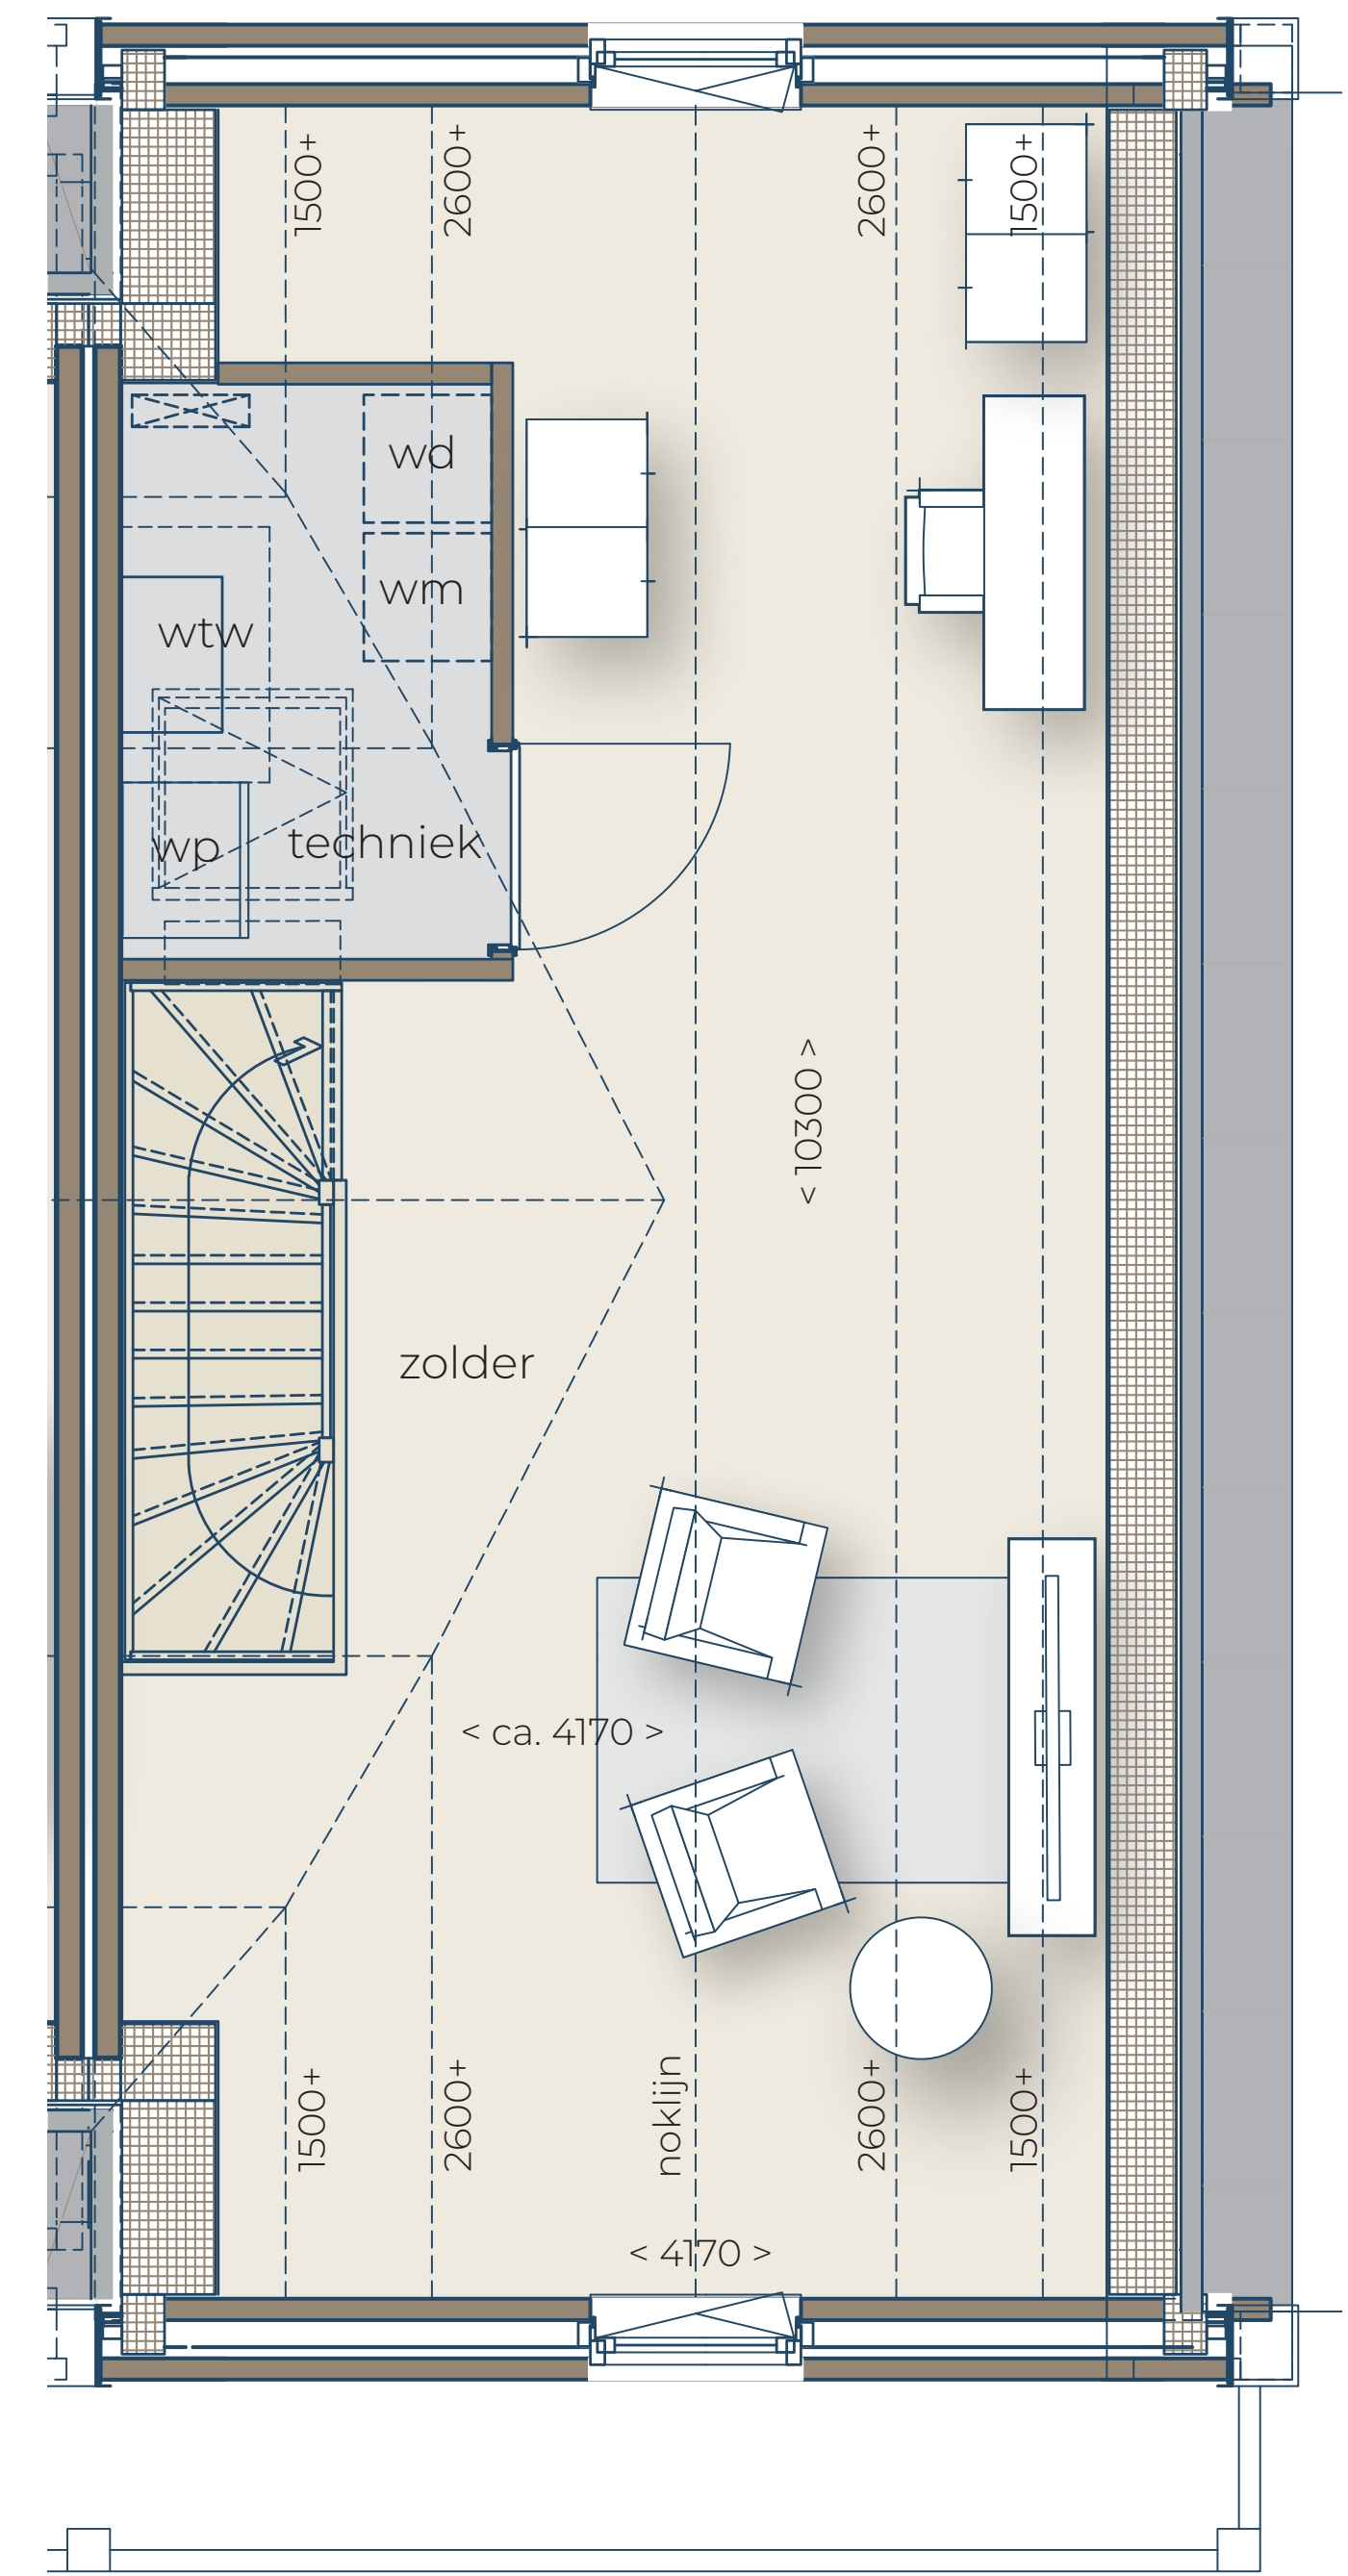 1500+
2600+
2600+
1500+
wd
wm
wtw
wp
techniek
< 10300 >
zolder
< ca. 4170 >
1500+
2600+
noklijn
2600+
1500+
< 4170 >